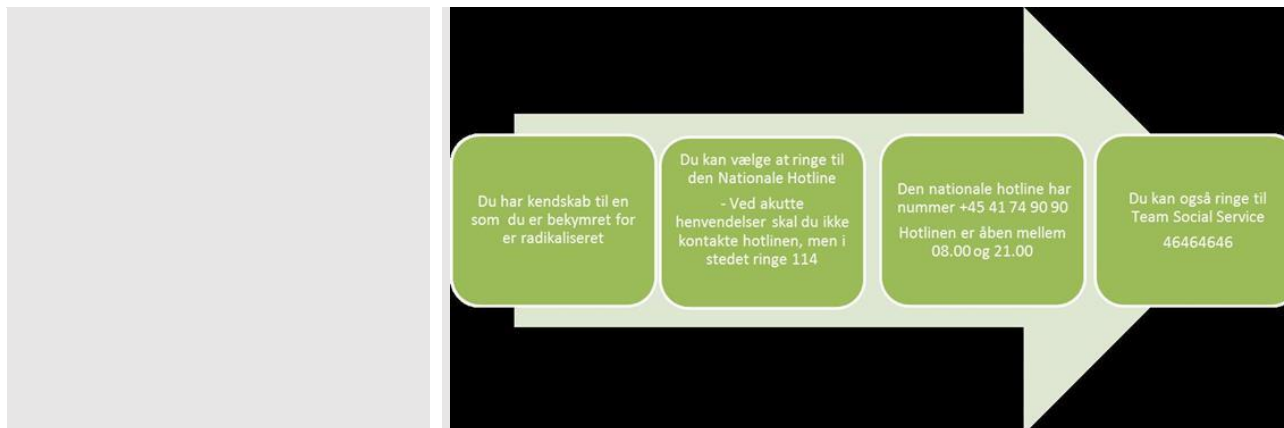 Du har kendskab til en
som du er bekymret for
er radikaliseret
Du kan vælge at ringe til
den Nationale Hotline
- Ved akutte
henvendelser skal du ikke
kontakte hotlinen, men i
stedet ringe 114
Den nationale hotline har
nummer +45 41 74 90 90
Hotlinen er åben mellem
08.00 og 21.00
Du kan også ringe til
Team Social Service
46464646